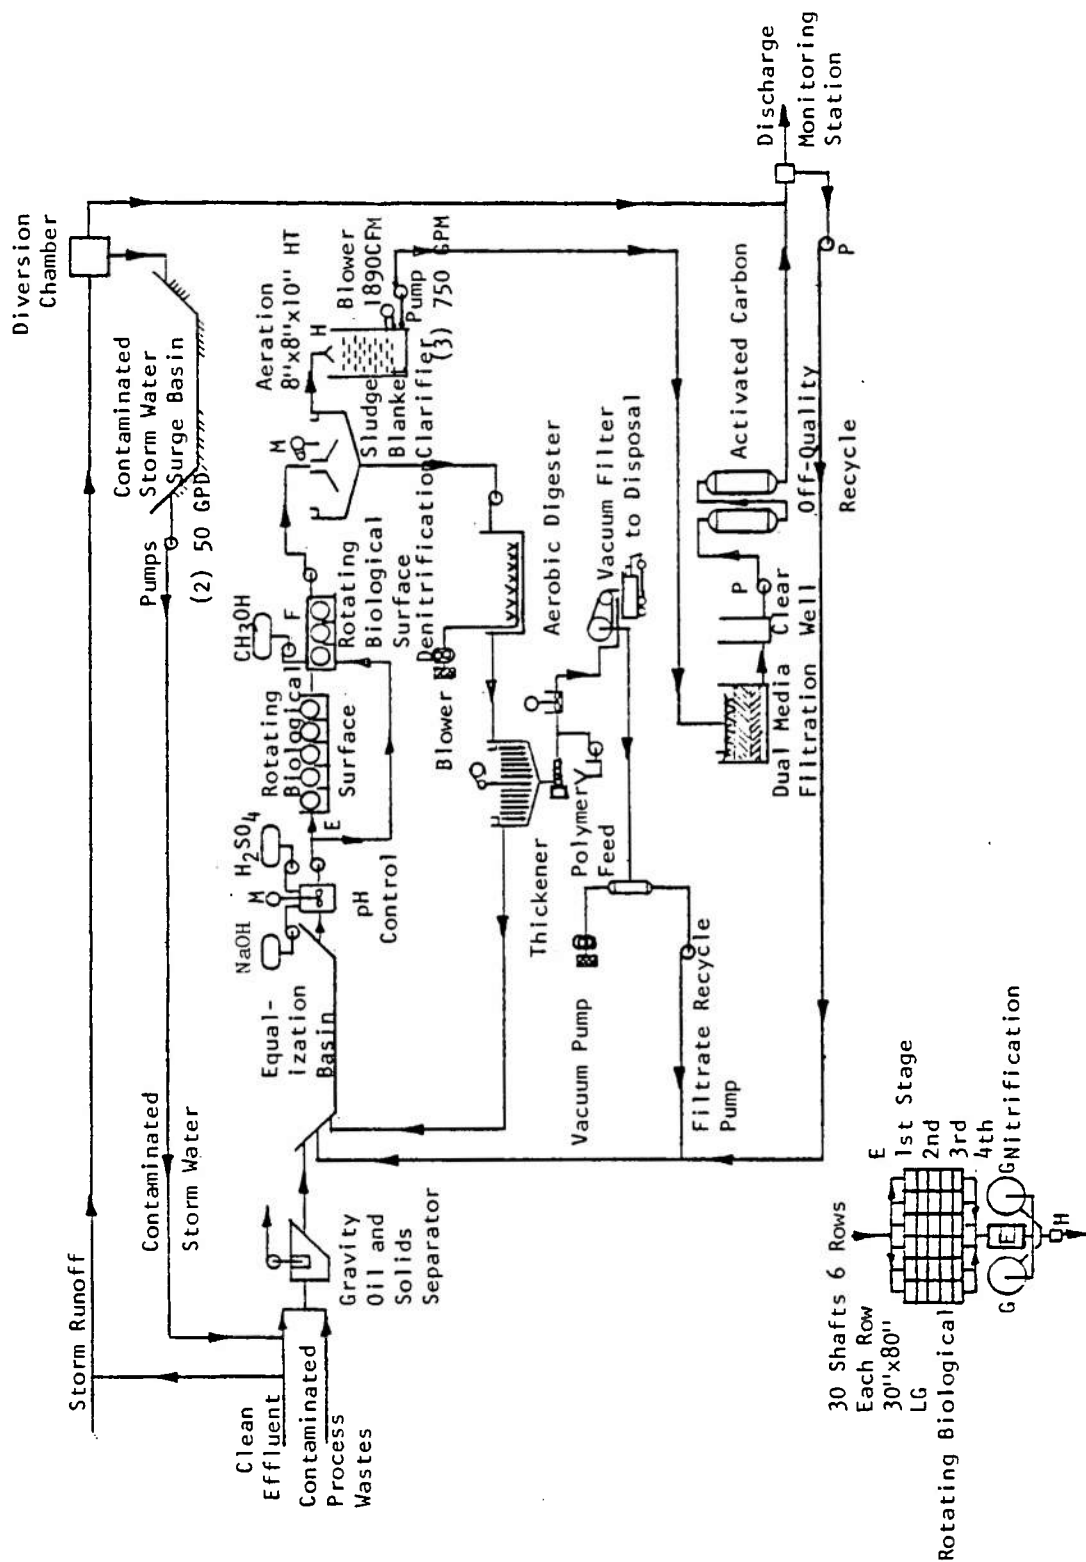 Storm Runoff
Diversion
Chamber
Contaminated
Storm Water
Contaminated
Storm Water
Surge Basin
Pumps
(2) 50 GPD
Clean
Effluent
Contaminated
Process
Wastes
Gravity
Oil and
Solids
Separator
Equal-
ization
Basin
NaOH
M
H2SO4
pH
Control
E
Rotating
Biological
Surface
CH3OH
F
Rotating
Biological
Surface
Denitrification
M
Sludge
Blanket
Clarifier
Aeration
8"x8"x10" HT
H
Blower
1890CFM
Pump
(3) 750 GPM
Blower
Aerobic Digester
Thickener
Polymer
Feed
Vacuum Filter
to Disposal
Vacuum Pump
Filtrate Recycle
Pump
Dual Media
Filtration
Clear
Well
P
Activated Carbon
Off-Quality
Recycle
P
Discharge
Monitoring
Station
30 Shafts 6 Rows
Each Row
30"x80"
LG
E
1st Stage
2nd
3rd
4th
Nitrification
G
E
G
H
Rotating Biological